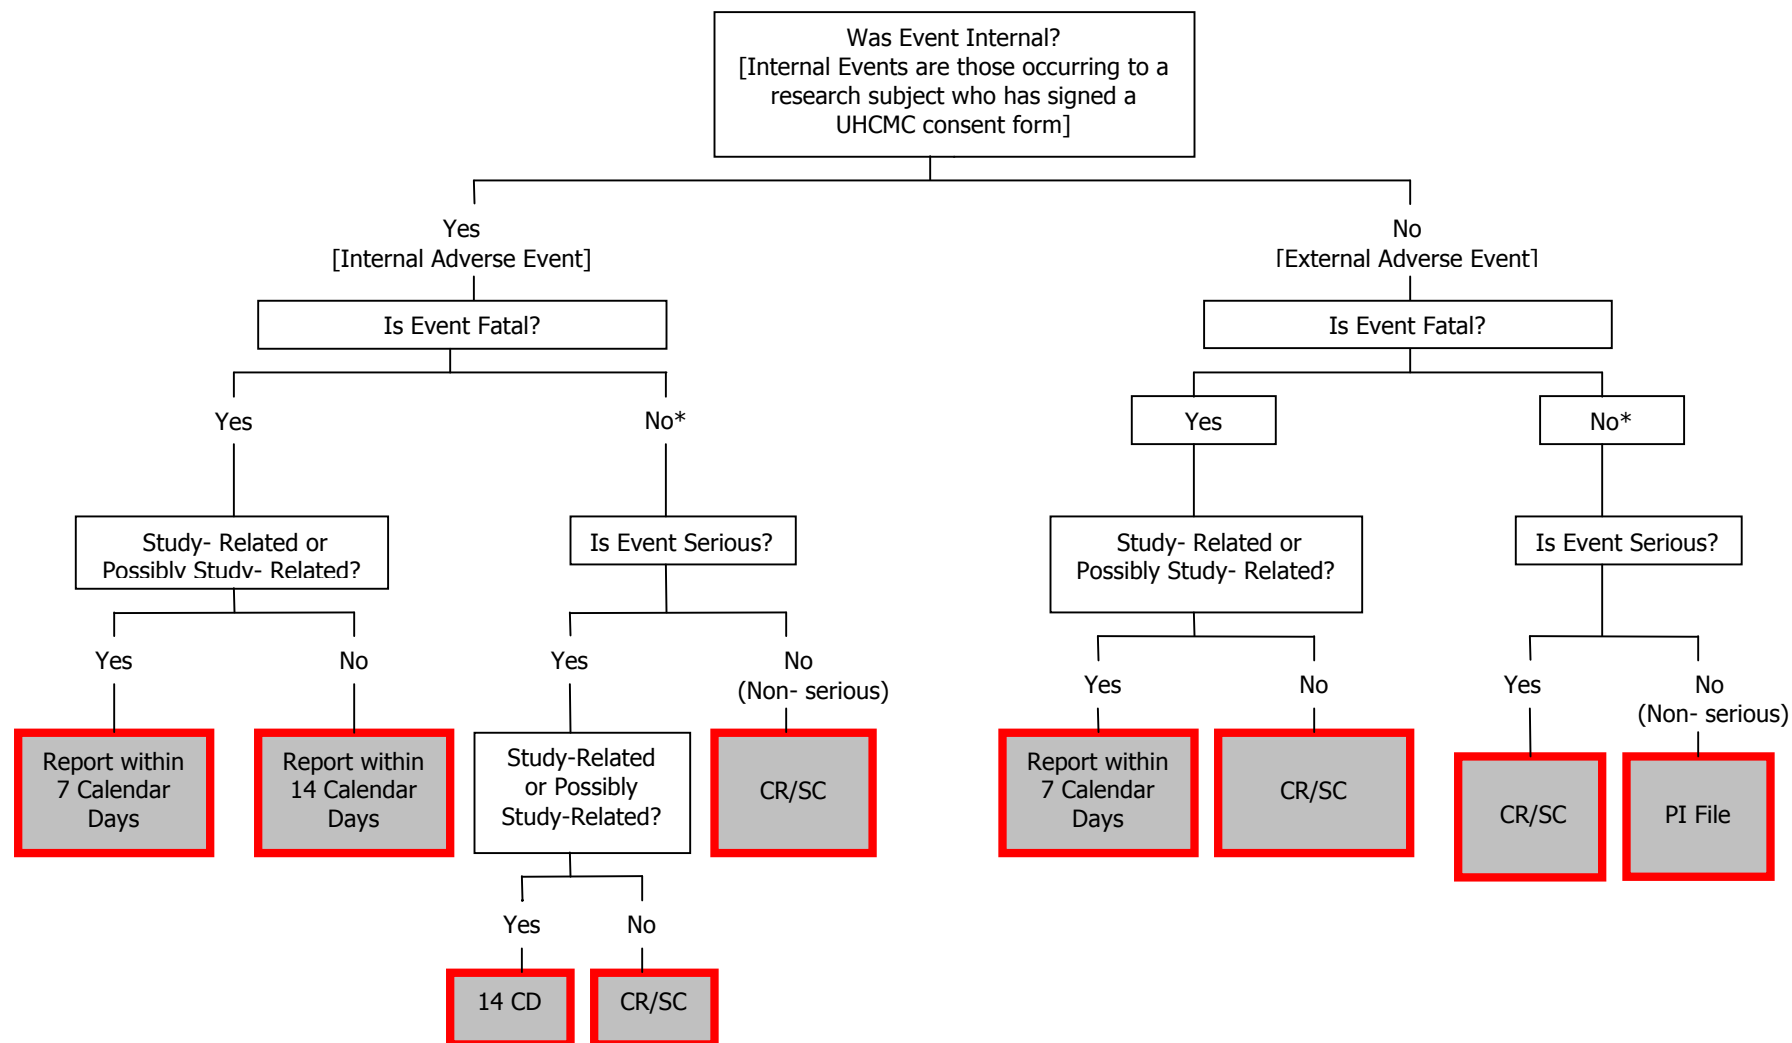 Was Event Internal?
[Internal Events are those occurring to a
research subject who has signed a
UHCMC consent form]
Yes
[Internal Adverse Event]
No
[External Adverse Event]
Is Event Fatal?
Is Event Fatal?
Yes
No*
Yes
No*
Study- Related or
Possibly Study- Related?
Is Event Serious?
Study- Related or
Possibly Study- Related?
Is Event Serious?
Yes
No
Yes
No
(Non- serious)
Yes
No
Yes
No
(Non- serious)
Report within
7 Calendar
Days
Report within
14 Calendar
Days
Study-Related
or Possibly
Study-Related?
CR/SC
Report within
7 Calendar
Days
CR/SC
CR/SC
PI File
Yes
No
14 CD
CR/SC